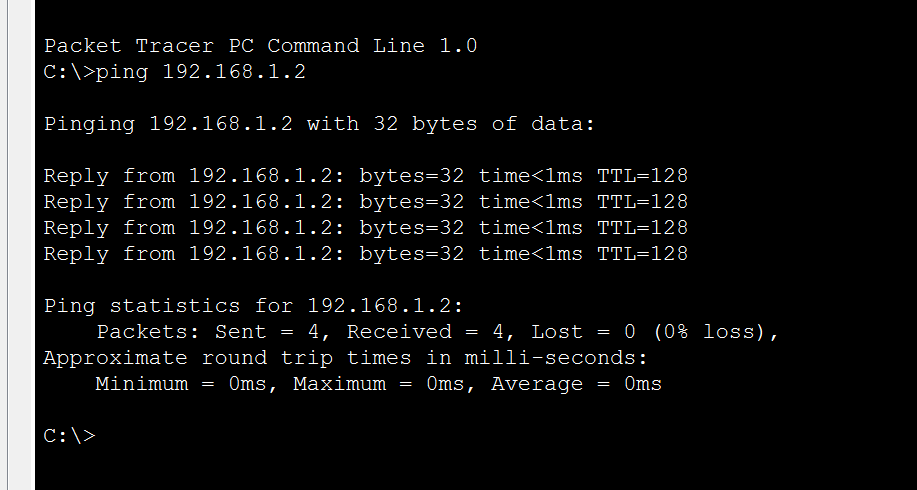 Packet Tracer PC Command Line 1.0
C:\>ping 192.168.1.2
Pinging 192.168.1.2 with 32 bytes of data:
Reply from 192.168.1.2: bytes=32 time<1ms TTL=128
Reply from 192.168.1.2: bytes=32 time<1ms TTL=128
Reply from 192.168.1.2: bytes=32 time<1ms TTL=128
Reply from 192.168.1.2: bytes=32 time<1ms TTL=128
Ping statistics for 192.168.1.2:
Packets: Sent = 4, Received = 4, Lost = 0 (0% loss),
Approximate round trip times in milli-seconds:
Minimum = 0ms, Maximum = 0ms, Average = 0ms
C:\>